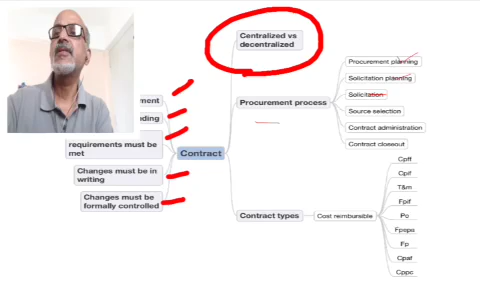 Centralized vs
decentralized
Procurement planning
Solicitation planning
Solicitation
Procurement process
Source selection
Contract administration
Contract closeout
requirements must be
met
Contract
Changes must be in
writing
Changes must be
formally controlled
Contract types
Cost reimbursible
Cpff
Cpif
T&m
Fpif
Po
Fp
Cpaf
Cppc